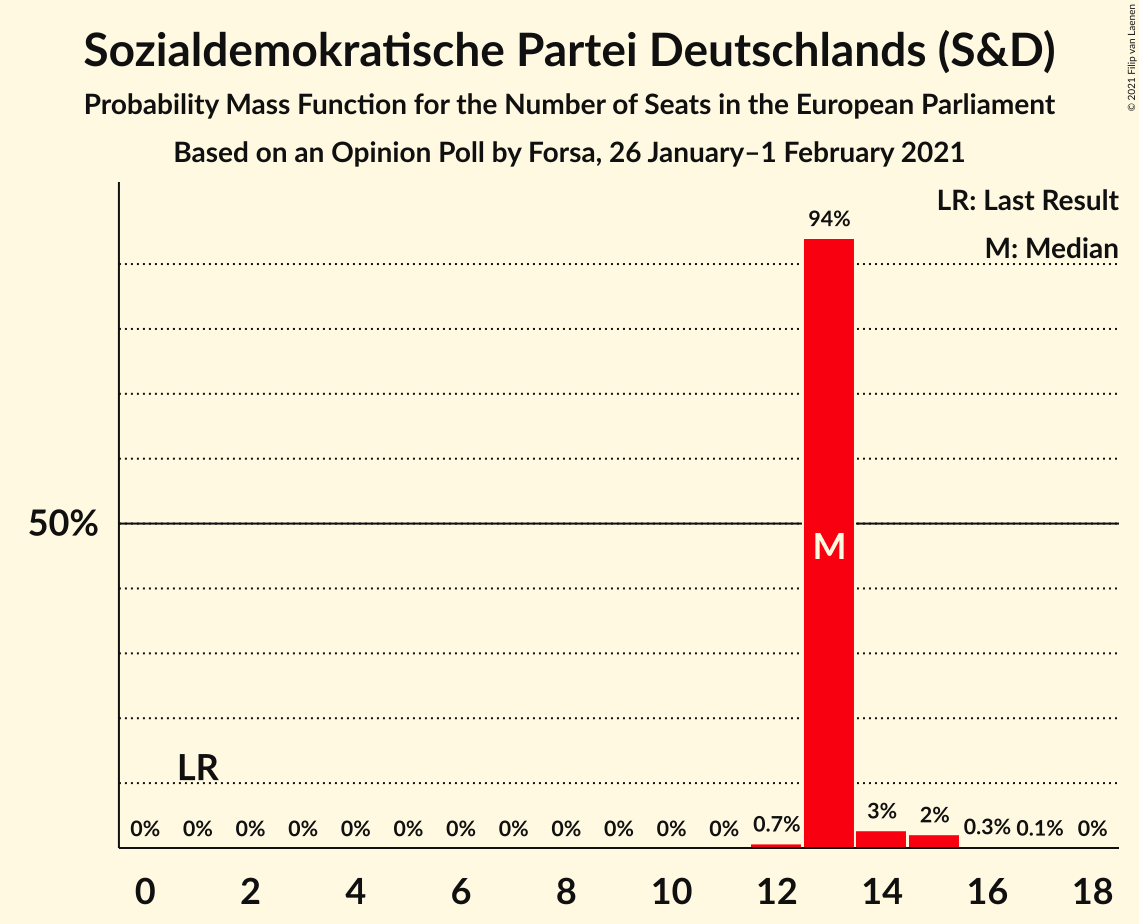 Sozialdemokratische Partei Deutschlands (S&D)
Probability Mass Function for the Number of Seats in the European Parliament
Based on an Opinion Poll by Forsa, 26 January–1 February 2021
© 2021 Filip van Laenen
LR: Last Result
M: Median
94%
50%
M
LR
0% 0% 0% 0% 0% 0% 0% 0% 0% 0% 0% 0% 0.7% 3% 2% 0.3% 0.1% 0%
0 2 4 6 8 10 12 14 16 18